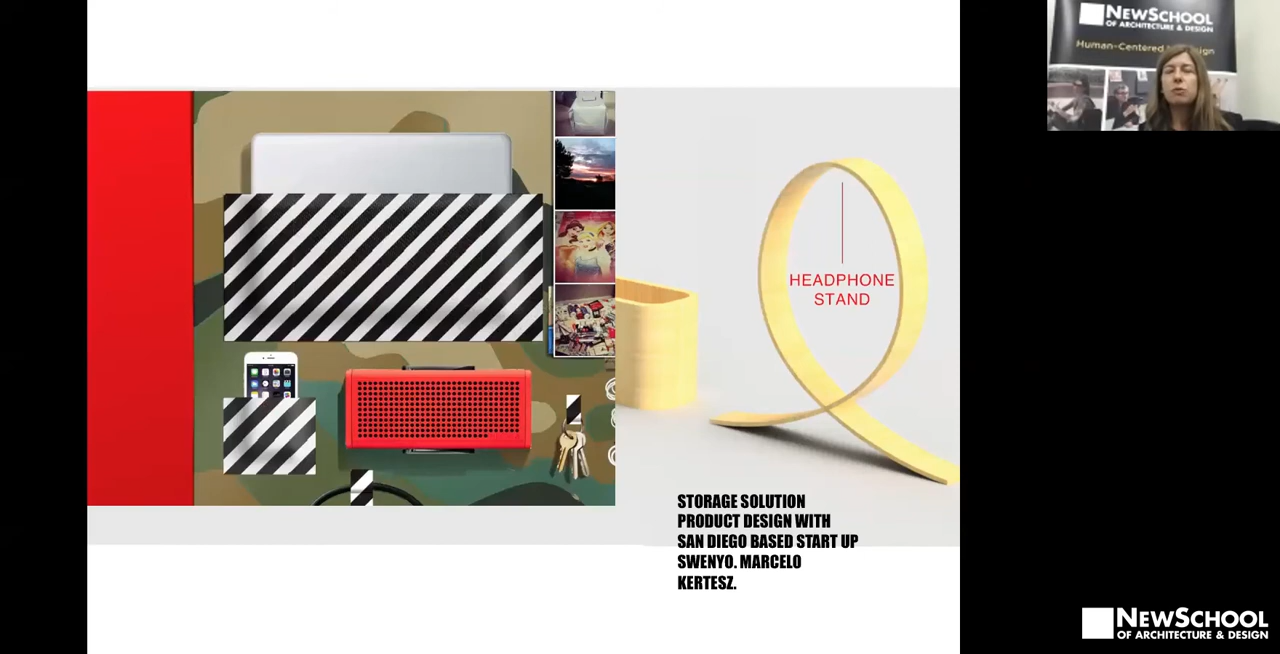 HEADPHONE
STAND
STORAGE SOLUTION
PRODUCT DESIGN WITH
SAN DIEGO BASED START UP
SWENYO. MARCELO
KERTESZ.
NEWSCHOOL
OF ARCHITECTURE & DESIGN
Human-Centered
NEWSCHOOL
OF ARCHITECTURE & DESIGN